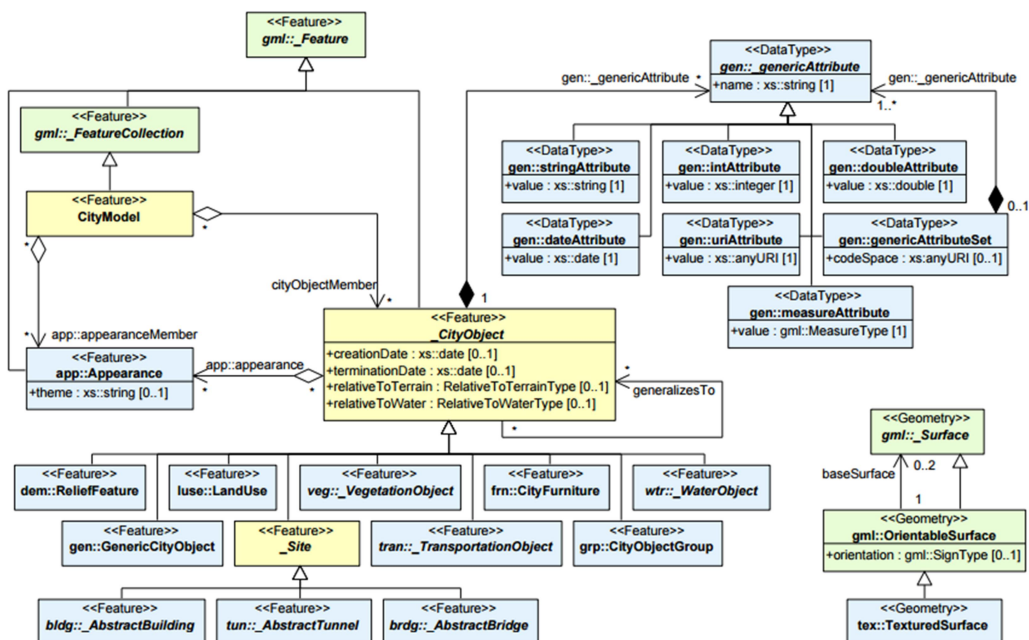 <<Feature>>
gml::_Feature
<<Feature>>
gml::_FeatureCollection
<<Feature>>
CityModel
*
*
cityObjectMember
*
*
app::appearanceMember
<<Feature>>
app::Appearance
+theme : xs::string [0..1]
app::appearance
*
*
<<DataType>>
gen::_genericAttribute
+name : xs::string [1]
gen::_genericAttribute
*
gen::_genericAttribute
1..*
<<DataType>>
gen::stringAttribute
+value : xs::string [1]
<<DataType>>
gen::intAttribute
+value : xs::integer [1]
<<DataType>>
gen::doubleAttribute
+value : xs::double [1]
<<DataType>>
gen::dateAttribute
+value : xs::date [1]
<<DataType>>
gen::uriAttribute
+value : xs::anyURI [1]
0..1
<<DataType>>
gen::genericAttributeSet
+codeSpace : xs::anyURI [0..1]
<<DataType>>
gen::measureAttribute
+value : gml::MeasureType [1]
1
<<Feature>>
_CityObject
+creationDate : xs::date [0..1]
+terminationDate : xs::date [0..1]
+relativeToTerrain : RelativeToTerrainType [0..1]
+relativeToWater : RelativeToWaterType [0..1]
*
generalizesTo
*
<<Feature>>
dem::ReliefFeature
<<Feature>>
luse::LandUse
<<Feature>>
veg::_VegetationObject
<<Feature>>
frn::CityFurniture
<<Feature>>
wtr::_WaterObject
<<Feature>>
gen::GenericCityObject
<<Feature>>
_Site
<<Feature>>
tran::_TransportationObject
<<Feature>>
grp::CityObjectGroup
<<Feature>>
bldg::_AbstractBuilding
<<Feature>>
tun::_AbstractTunnel
<<Feature>>
brdg::_AbstractBridge
<<Geometry>>
gml::_Surface
baseSurface
0..2
1
<<Geometry>>
gml::OrientableSurface
+orientation : gml::SignType [0..1]
<<Geometry>>
tex::TexturedSurface